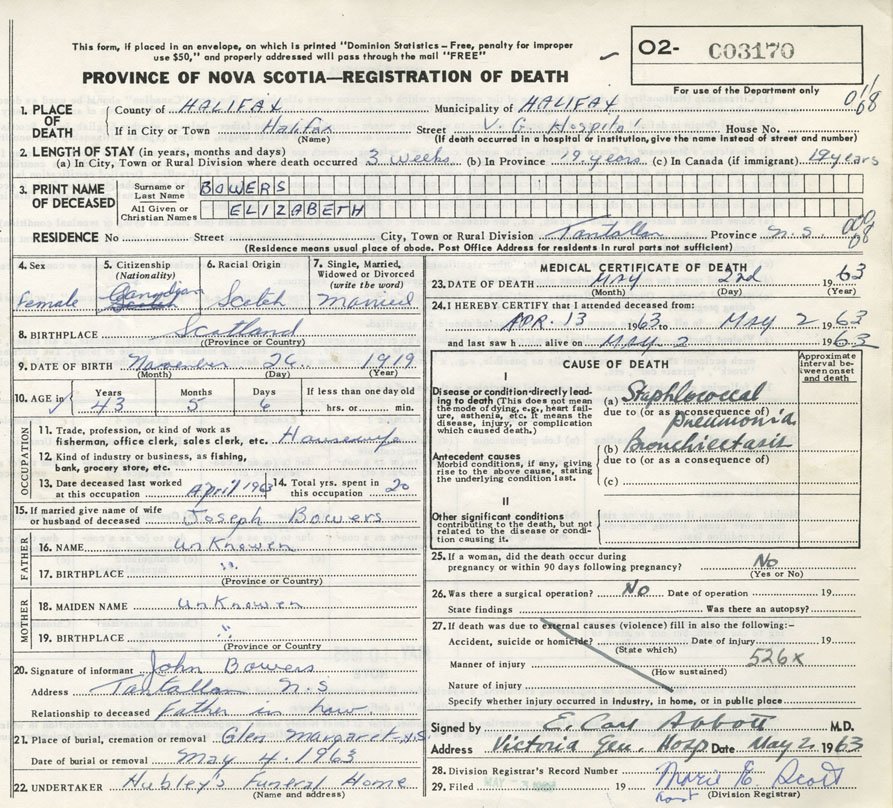 This form, if placed in an envelope, on which is printed "Dominion Statistics – Free, penalty for improper
use $50," and properly addressed will pass through the mail "FREE"
O2- C03170
PROVINCE OF NOVA SCOTIA—REGISTRATION OF DEATH
For use of the Department only
1. PLACE OF DEATH County of HALIFAX Municipality of HALIFAX
If in City or Town Halifax Street V. G. Hospital House No.
(Name) (If death occurred in a hospital or institution, give the name instead of street and number)
2. LENGTH OF STAY (in years, months and days)
(a) In City, Town or Rural Division where death occurred 3 weeks (b) In Province 19 years (c) In Canada (if immigrant) 19 years
3. PRINT NAME OF DECEASED Surname or Last Name BOWERS
All Given or Christian Names ELIZABETH
RESIDENCE No Street City, Town or Rural Division Tantallon Province N.S.
(Residence means usual place of abode. Post Office Address for residents in rural parts not sufficient)
4. Sex Female
5. Citizenship (Nationality) Canadian
6. Racial Origin Scotch
7. Single, Married, Widowed or Divorced (write the word) Married
8. BIRTHPLACE Scotland
(Province or Country)
9. DATE OF BIRTH November 26 1919
(Month) (Day) (Year)
10. AGE in Years 43 Months 5 Days 6 If less than one day old hrs. or min.
OCCUPATION
11. Trade, profession, or kind of work as fisherman, office clerk, sales clerk, etc. Housewife
12. Kind of industry or business, as fishing, bank, grocery store, etc.
13. Date deceased last worked at this occupation April 1963
14. Total yrs. spent in this occupation 20
15. If married give name of wife or husband of deceased Joseph Bowers
FATHER
16. NAME unKnowen
17. BIRTHPLACE "
(Province or Country)
MOTHER
18. MAIDEN NAME unKnowen
19. BIRTHPLACE "
(Province or Country)
20. Signature of informant John Bowers
Address Tantallon N.S
Relationship to deceased Father in Law
21. Place of burial, cremation or removal Glen Margaret N.S.
Date of burial or removal May 4. 1963
22. UNDERTAKER Hubley's Funeral Home
(Name and address)
MEDICAL CERTIFICATE OF DEATH
23. DATE OF DEATH May 2nd 1963
(Month) (Day) (Year)
24. I HEREBY CERTIFY that I attended deceased from:
APR. 13 1963 to MAY 2 1963
and last saw h alive on MAY 2 1963
CAUSE OF DEATH
Approximate interval between onset and death
I
Disease or condition directly leading to death (This does not mean the mode of dying, e.g., heart failure, asthenia, etc. It means the disease, injury, or complication which caused death.)
(a) Staphlococcal
due to (or as a consequence of)
Pneumonia
Antecedent causes
Morbid conditions, if any, giving rise to the above cause, stating the underlying condition last.
(b) Bronchiectasis
due to (or as a consequence of)
(c)
II
Other significant conditions
contributing to the death, but not related to the disease or condition causing it.
25. If a woman, did the death occur during pregnancy or within 90 days following pregnancy? No
(Yes or No)
26. Was there a surgical operation? No Date of operation 19
State findings Was there an autopsy?
27. If death was due to external causes (violence) fill in also the following:-
Accident, suicide or homicide? Date of injury 19
(State which)
Manner of injury 526x
(How sustained)
Nature of injury
Specify whether injury occurred in Industry, in home, or in public place
Signed by E. Carl Abbott M.D.
Address Victoria Gen. Hosp. Date May 2. 1963
28. Division Registrar's Record Number
29. Filed 19 Marie E Scott
(Division Registrar)